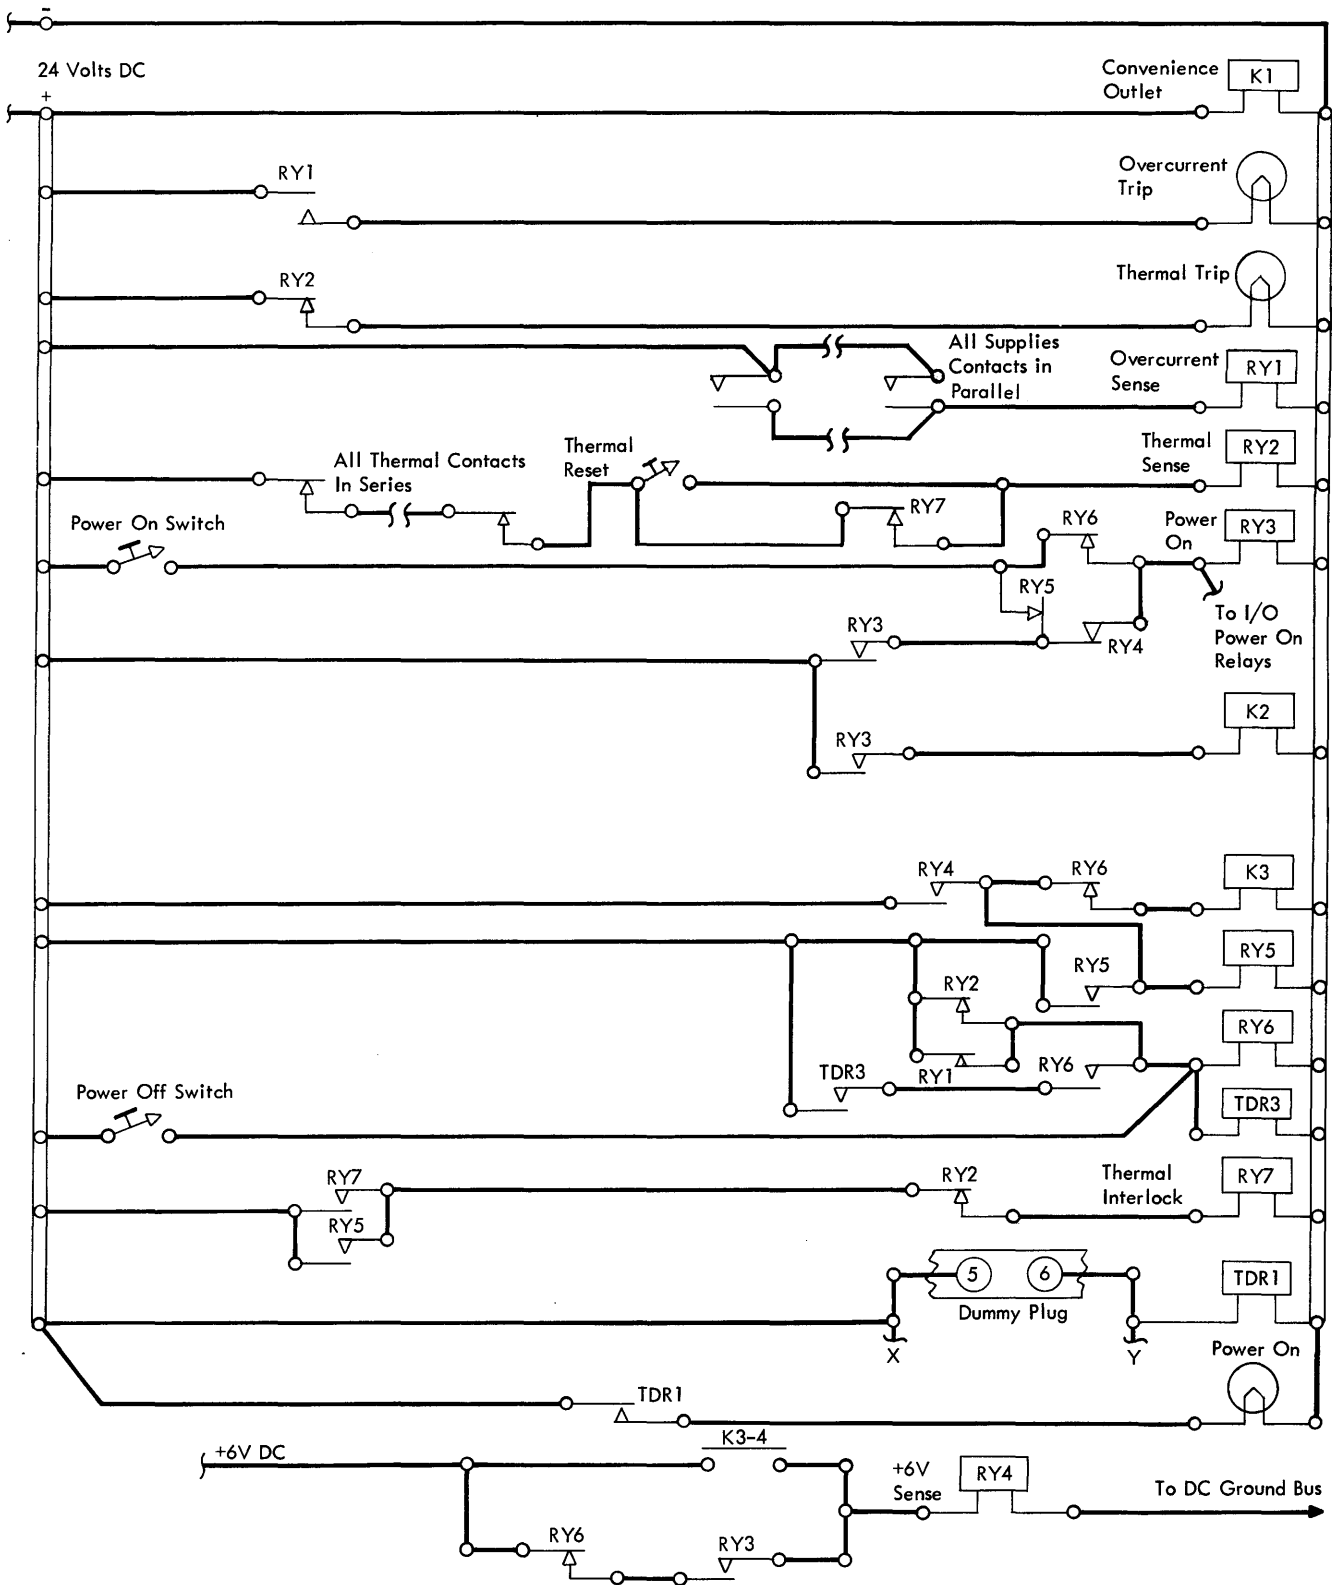 -
24 Volts DC
+
Convenience
Outlet
K1
RY1
Overcurrent
Trip
RY2
Thermal Trip
All Supplies
Contacts in
Parallel
Overcurrent
Sense
RY1
All Thermal Contacts
In Series
Thermal
Reset
Thermal
Sense
RY2
RY7
Power On Switch
RY6
Power
On
RY3
RY5
RY3
RY4
To I/O
Power On
Relays
K2
RY3
RY4
RY6
K3
RY5
RY5
RY2
RY6
TDR3
RY1
RY6
Power Off Switch
TDR3
RY7
RY5
RY2
Thermal
Interlock
RY7
5
6
Dummy Plug
TDR1
X
Y
Power On
TDR1
+6V DC
K3-4
+6V
Sense
RY4
To DC Ground Bus
RY6
RY3